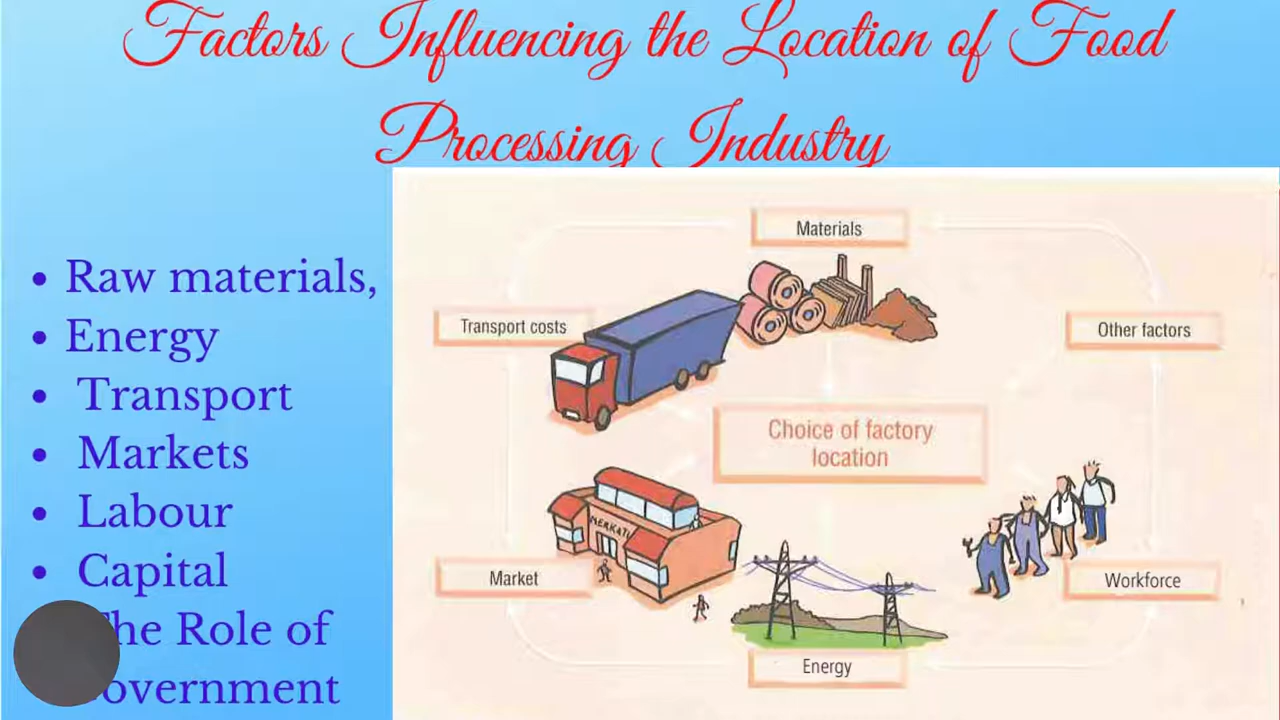 Factors Influencing the Location of Food
Processing Industry
• Raw materials,
• Energy
• Transport
• Markets
• Labour
• Capital
he Role of
overnment
Materials
Transport costs
Other factors
Choice of factory
location
MERKATU
Market
Workforce
Energy